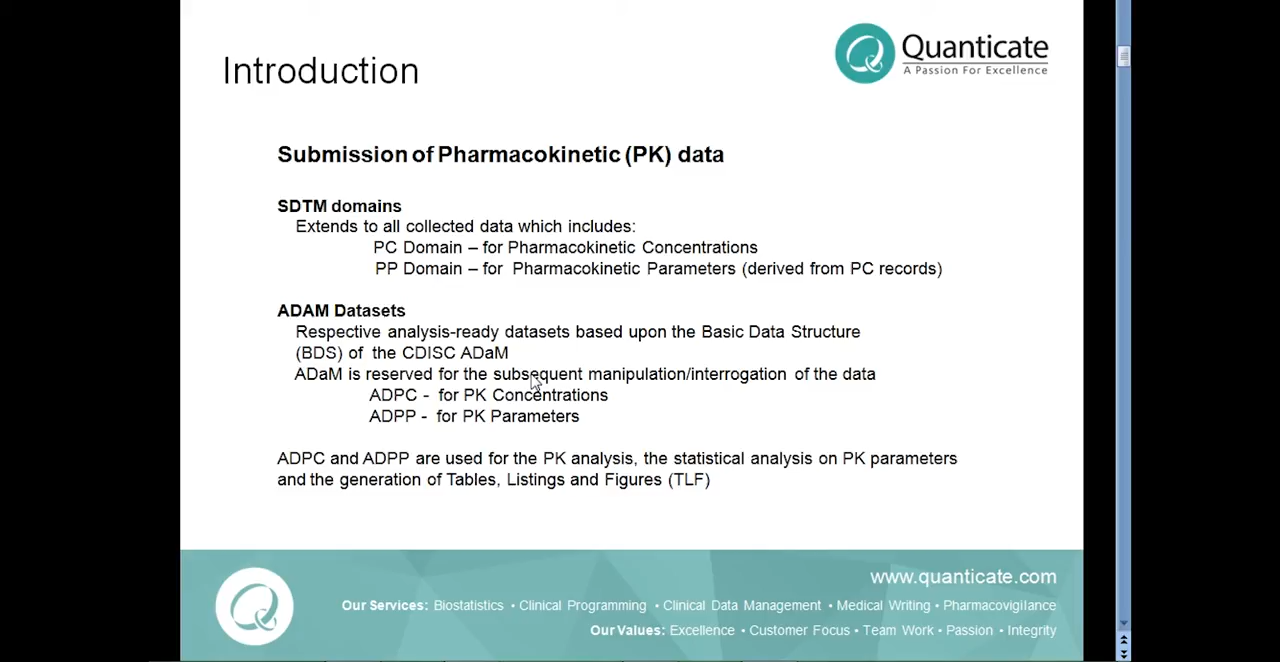 Introduction
Quanticate
A Passion For Excellence
Submission of Pharmacokinetic (PK) data
SDTM domains
Extends to all collected data which includes:
PC Domain – for Pharmacokinetic Concentrations
PP Domain – for Pharmacokinetic Parameters (derived from PC records)
ADAM Datasets
Respective analysis-ready datasets based upon the Basic Data Structure
(BDS) of the CDISC ADaM
ADaM is reserved for the subsequent manipulation/interrogation of the data
ADPC - for PK Concentrations
ADPP - for PK Parameters
ADPC and ADPP are used for the PK analysis, the statistical analysis on PK parameters
and the generation of Tables, Listings and Figures (TLF)
www.quanticate.com
Our Services: Biostatistics • Clinical Programming • Clinical Data Management • Medical Writing • Pharmacovigilance
Our Values: Excellence • Customer Focus • Team Work • Passion • Integrity